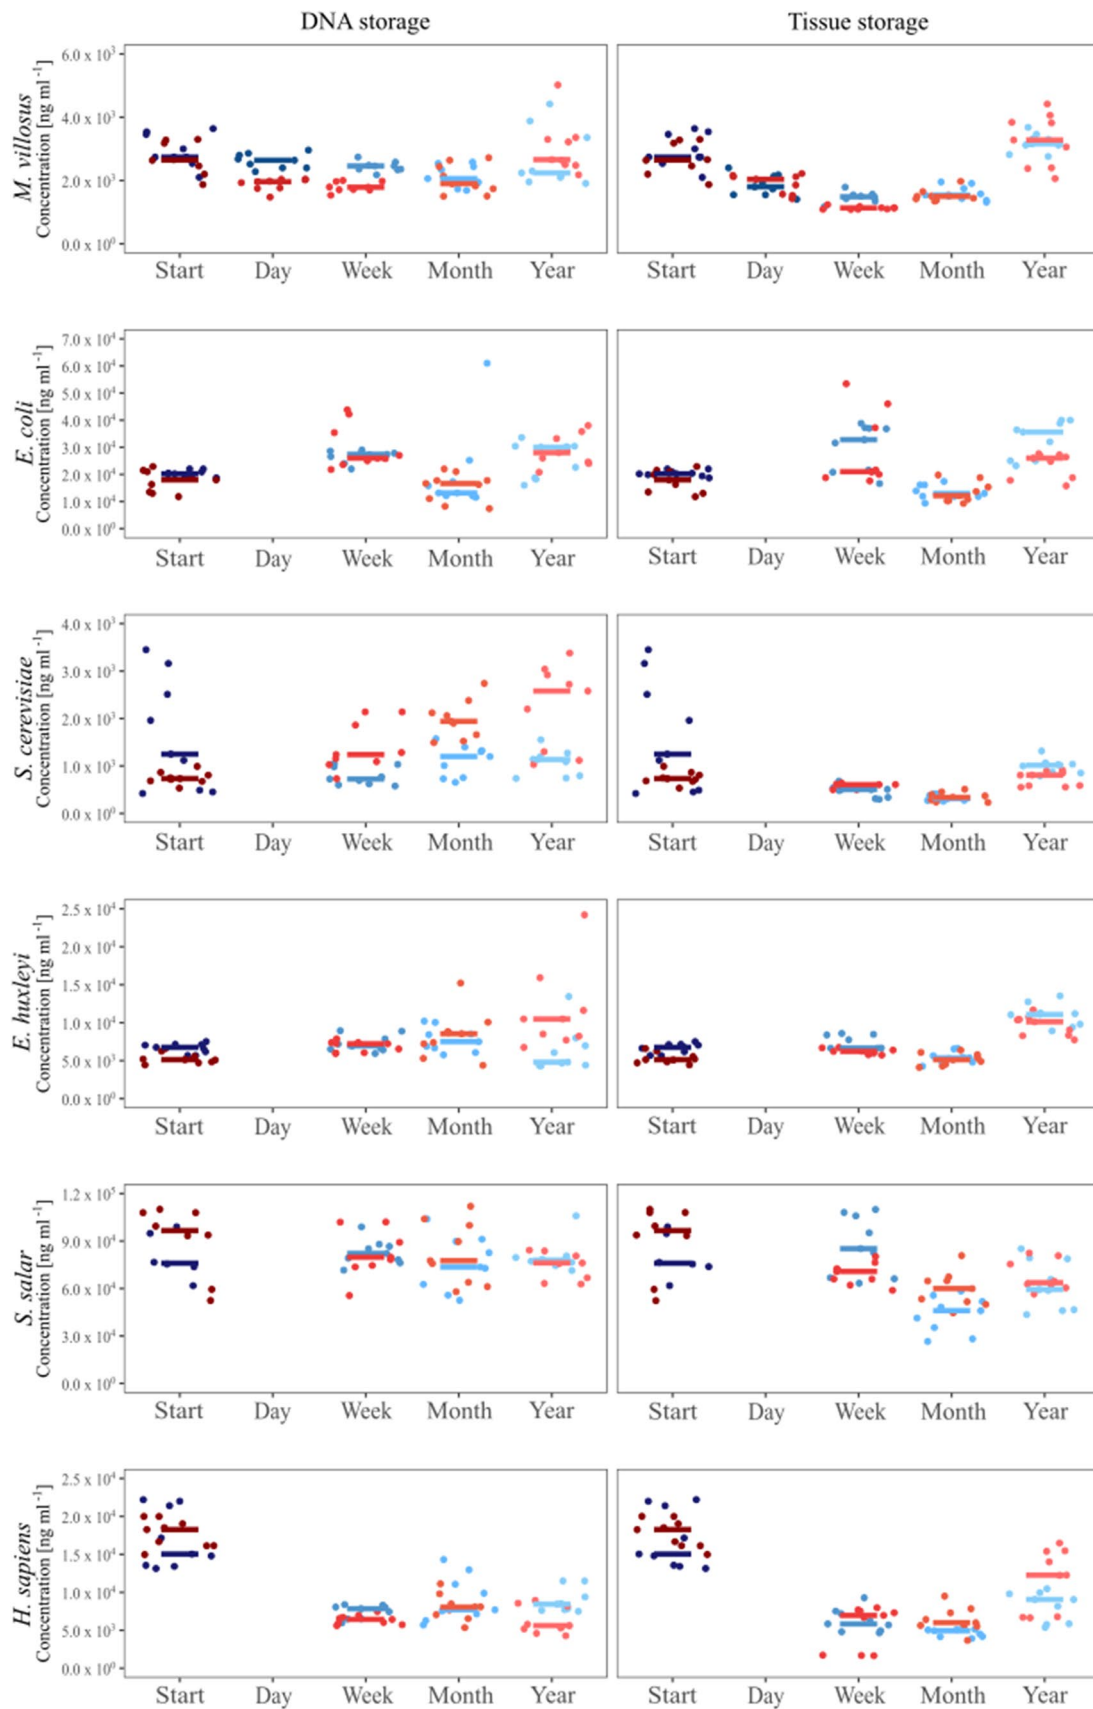 DNA storage Tissue storage
M. villosus
Concentration [ng ml⁻¹]
6.0 x 10³
4.0 x 10³
2.0 x 10³
0.0 x 10⁰
Start Day Week Month Year Start Day Week Month Year
E. coli
Concentration [ng ml⁻¹]
7.0 x 10⁴
6.0 x 10⁴
5.0 x 10⁴
4.0 x 10⁴
3.0 x 10⁴
2.0 x 10⁴
1.0 x 10⁴
0.0 x 10⁰
Start Day Week Month Year Start Day Week Month Year
S. cerevisiae
Concentration [ng ml⁻¹]
4.0 x 10³
3.0 x 10³
2.0 x 10³
1.0 x 10³
0.0 x 10⁰
Start Day Week Month Year Start Day Week Month Year
E. huxleyi
Concentration [ng ml⁻¹]
2.5 x 10⁴
2.0 x 10⁴
1.5 x 10⁴
1.0 x 10⁴
5.0 x 10³
0.0 x 10⁰
Start Day Week Month Year Start Day Week Month Year
S. salar
Concentration [ng ml⁻¹]
1.2 x 10⁵
9.0 x 10⁴
6.0 x 10⁴
3.0 x 10⁴
0.0 x 10⁰
Start Day Week Month Year Start Day Week Month Year
H. sapiens
Concentration [ng ml⁻¹]
2.5 x 10⁴
2.0 x 10⁴
1.5 x 10⁴
1.0 x 10⁴
5.0 x 10³
0.0 x 10⁰
Start Day Week Month Year Start Day Week Month Year